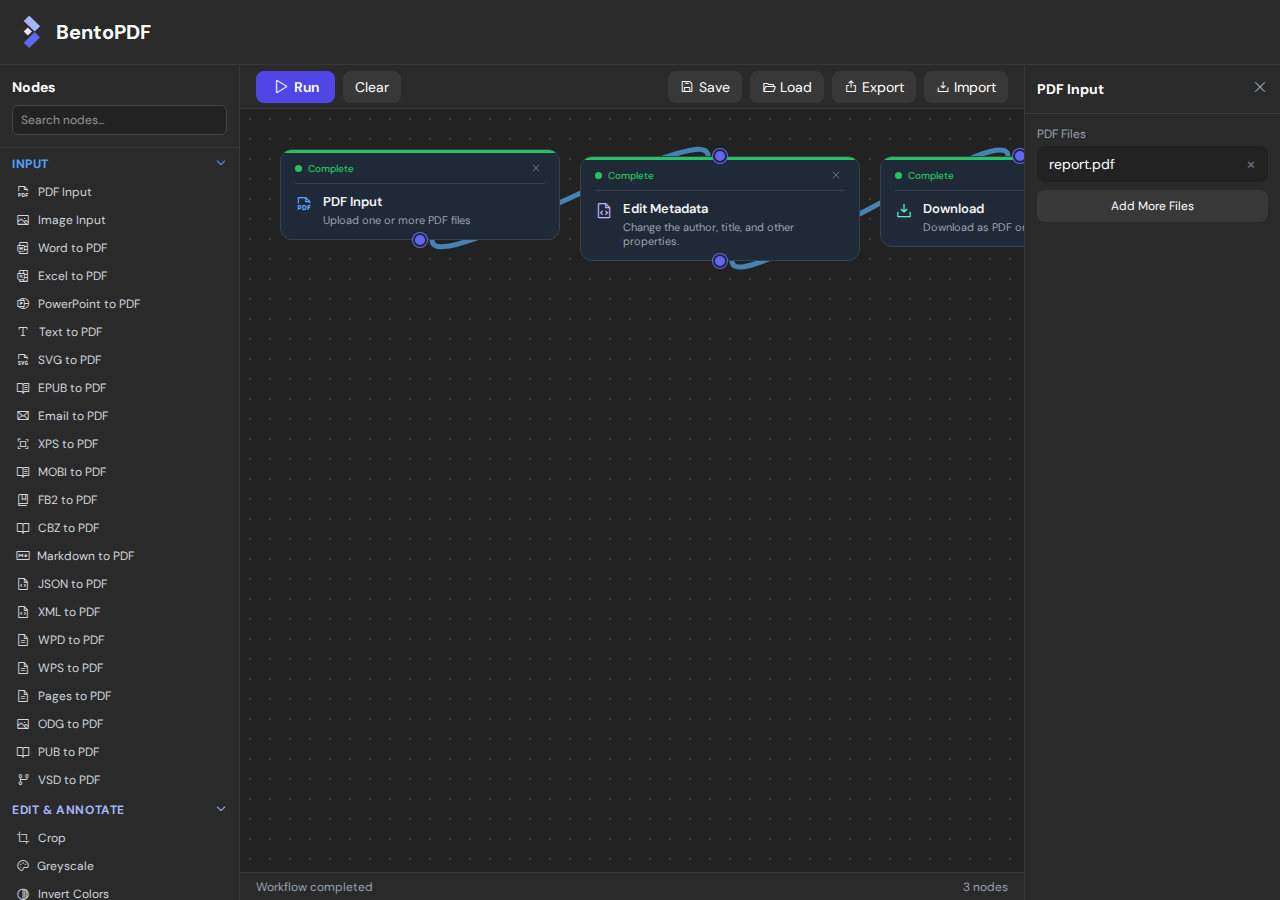 BentoPDF
Nodes
Search nodes...
INPUT
PDF Input
Image Input
Word to PDF
Excel to PDF
PowerPoint to PDF
Text to PDF
SVG to PDF
EPUB to PDF
Email to PDF
XPS to PDF
MOBI to PDF
FB2 to PDF
CBZ to PDF
Markdown to PDF
JSON to PDF
XML to PDF
WPD to PDF
WPS to PDF
Pages to PDF
ODG to PDF
PUB to PDF
VSD to PDF
EDIT & ANNOTATE
Crop
Greyscale
Invert Colors
Run
Clear
Save
Load
Export
Import
Complete
PDF Input
Upload one or more PDF files
Complete
Edit Metadata
Change the author, title, and other
properties.
Complete
Download
Download as PDF or
Workflow completed
3 nodes
PDF Input
PDF Files
report.pdf
Add More Files